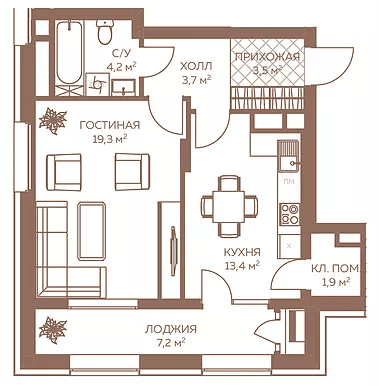 С/У
4,2 м²
ХОЛЛ
3,7 м²
ПРИХОЖАЯ
3,5 м²
ГОСТИНАЯ
19,3 м²
ПМ
КУХНЯ
13,4 м²
Х
КЛ. ПОМ.
1,9 м²
ЛОДЖИЯ
7,2 м²